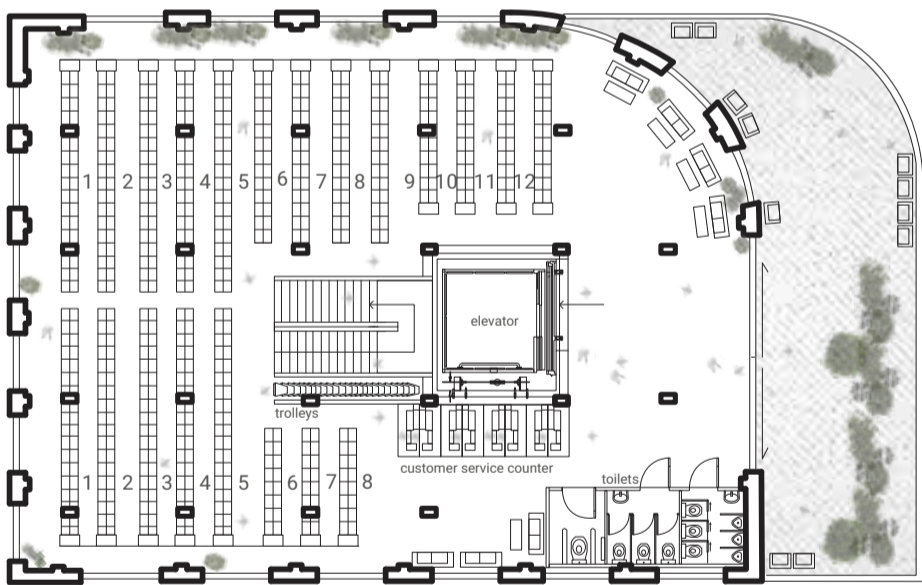 1 2 3 4 5 6 7 8 9 10 11 12
elevator
trolleys
customer service counter
1 2 3 4 5 6 7 8
toilets